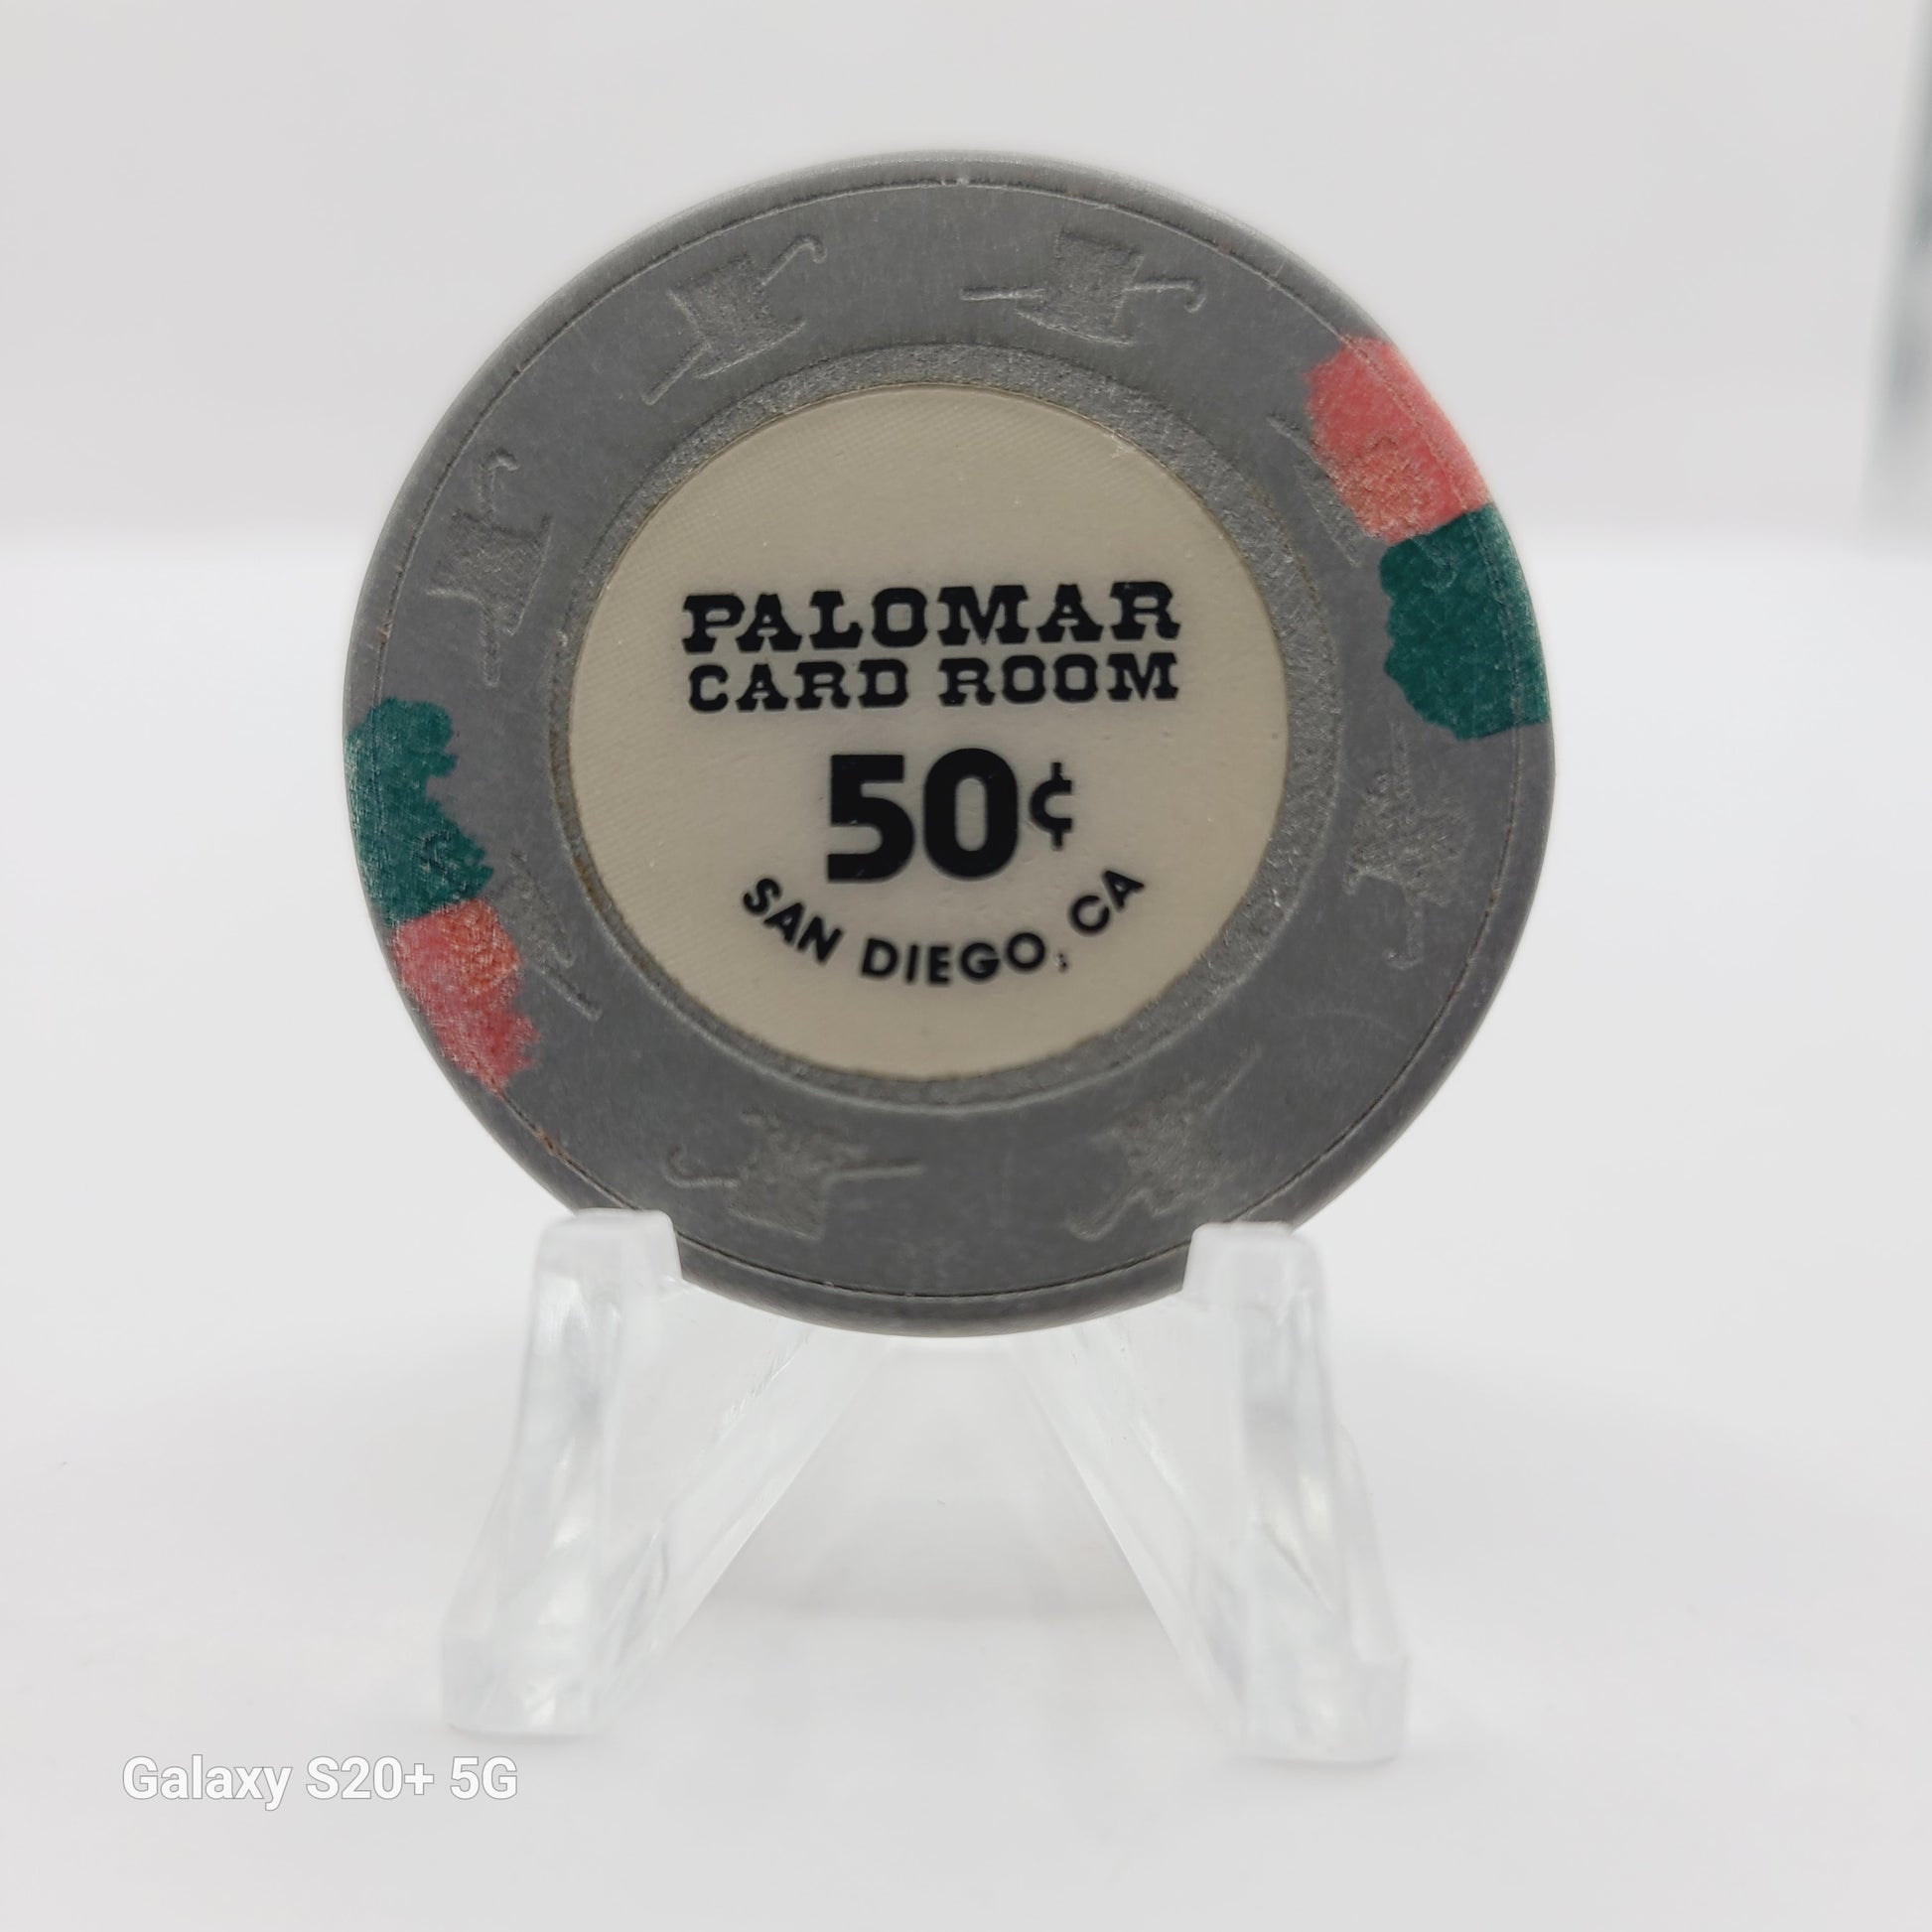 PALOMAR
CARD ROOM
50¢
SAN DIEGO, CA
Galaxy S20+ 5G